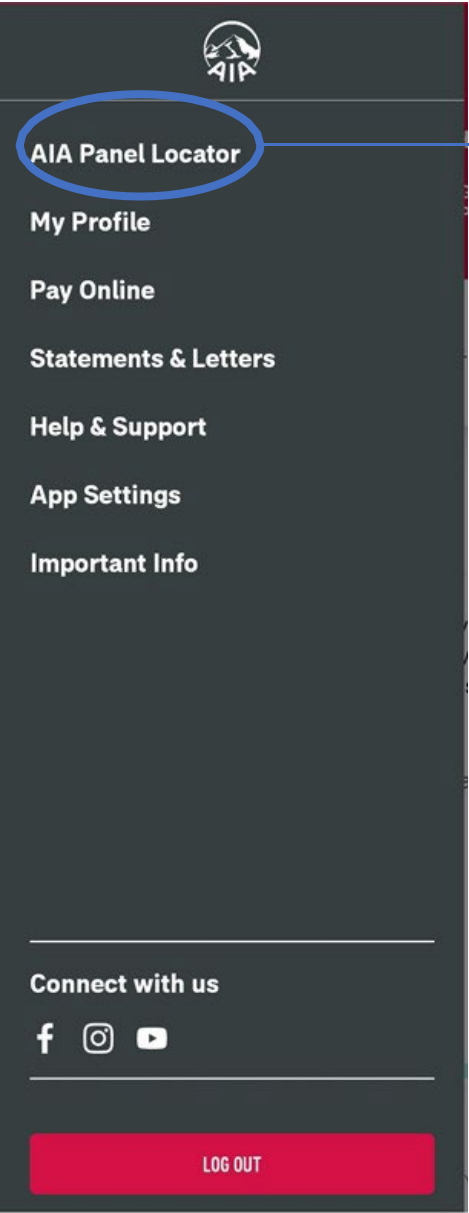 AIA
AIA Panel Locator
My Profile
Pay Online
Statements & Letters
Help & Support
App Settings
Important Info
Connect with us
LOG OUT